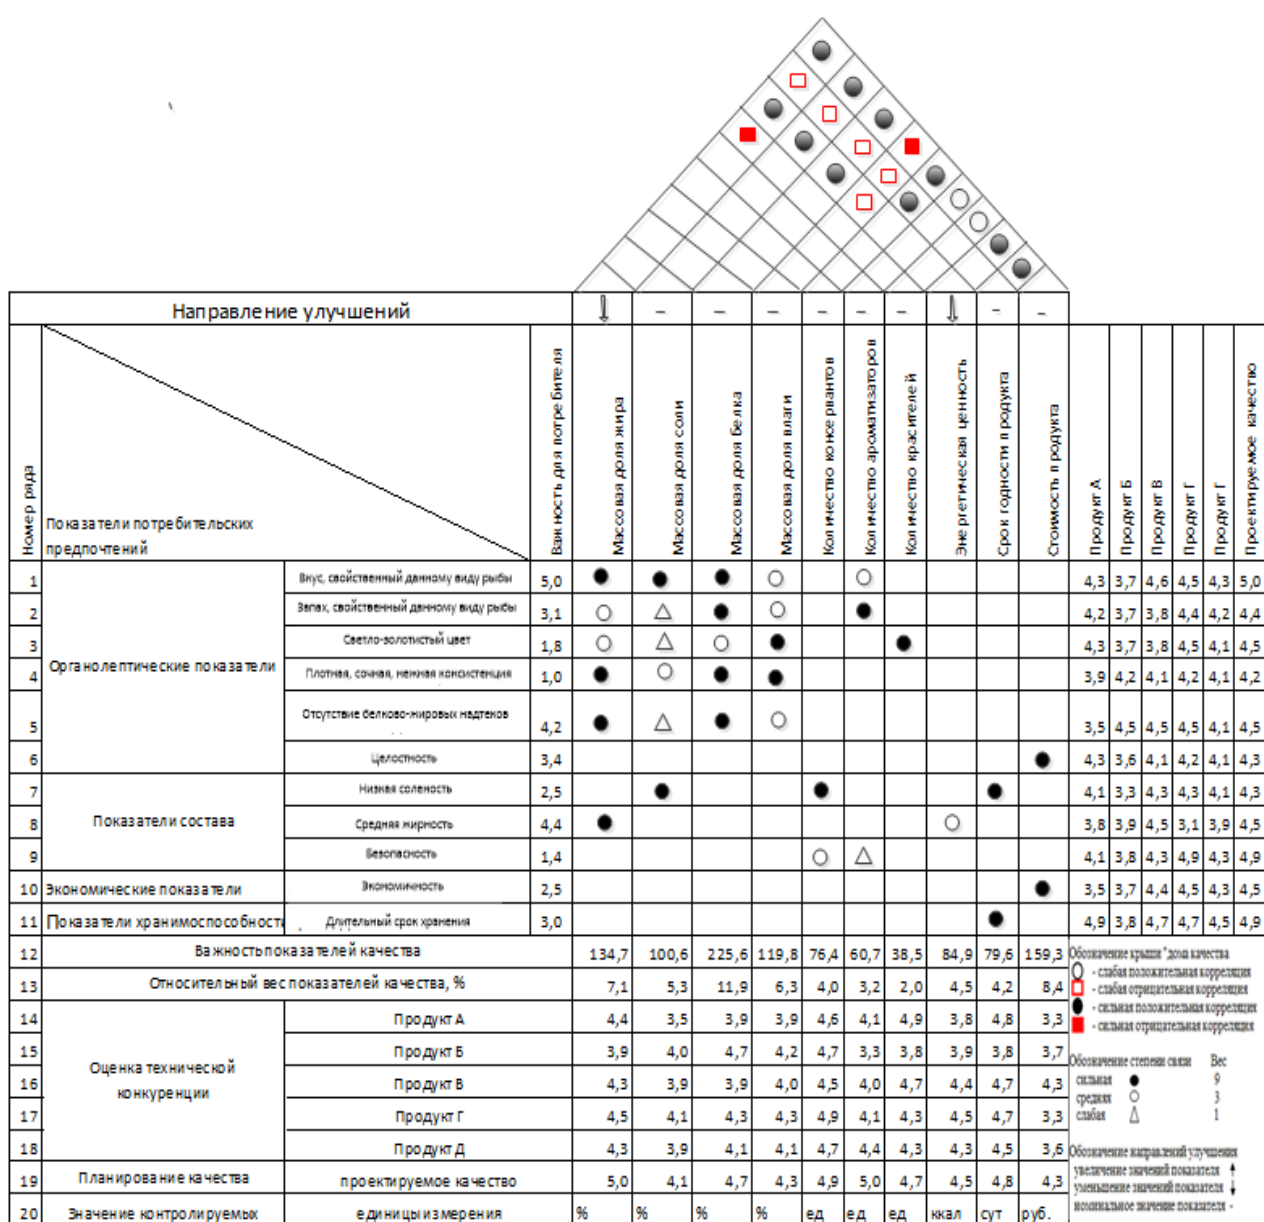 Направление улучшений ↓ – – – – – – ↓ – –
Номер ряда
Показатели потребительских
предпочтений
Важность для потребителя
Массовая доля жира
Массовая доля соли
Массовая доля белка
Массовая доля влаги
Количество консервантов
Количество ароматизаторов
Количество красителей
Энергетическая ценность
Срок годности продукта
Стоимость продукта
Продукт А
Продукт Б
Продукт В
Продукт Г
Продукт Г
Проектируемое качество
Органолептические показатели
1 Вкус, свойственный данному виду рыбы 5,0 4,3 3,7 4,6 4,5 4,3 5,0
2 Запах, свойственный данному виду рыбы 3,1 4,2 3,7 3,8 4,4 4,2 4,4
3 Светло-золотистый цвет 1,8 4,3 3,7 3,8 4,5 4,1 4,5
4 Плотная, сочная, нежная консистенция 1,0 3,9 4,2 4,1 4,2 4,1 4,2
5 Отсутствие белково-жировых надтеков 4,2 3,5 4,5 4,5 4,5 4,1 4,5
6 Целостность 3,4 4,3 3,6 4,1 4,2 4,1 4,3
Показатели состава
7 Низкая соленость 2,5 4,1 3,3 4,3 4,3 4,1 4,3
8 Средняя жирность 4,4 3,8 3,9 4,5 3,1 3,9 4,5
9 Безопасность 1,4 4,1 3,8 4,3 4,9 4,3 4,9
10 Экономические показатели Экономичность 2,5 3,5 3,7 4,4 4,5 4,3 4,5
11 Показатели хранимоспособности Длительный срок хранения 3,0 4,9 3,8 4,7 4,7 4,5 4,9
12 Важность показателей качества 134,7 100,6 225,6 119,8 76,4 60,7 38,5 84,9 79,6 159,3
13 Относительный вес показателей качества, % 7,1 5,3 11,9 6,3 4,0 3,2 2,0 4,5 4,2 8,4
Оценка технической
конкуренции
14 Продукт А 4,4 3,5 3,9 3,9 4,6 4,1 4,9 3,8 4,8 3,3
15 Продукт Б 3,9 4,0 4,7 4,2 4,7 3,3 3,8 3,9 3,8 3,7
16 Продукт В 4,3 3,9 3,9 4,0 4,5 4,0 4,7 4,4 4,7 4,3
17 Продукт Г 4,5 4,1 4,3 4,3 4,9 4,1 4,3 4,5 4,7 3,3
18 Продукт Д 4,3 3,9 4,1 4,1 4,7 4,4 4,3 4,3 4,5 3,6
19 Планирование качества проектируемое качество 5,0 4,1 4,7 4,3 4,9 5,0 4,7 4,5 4,8 4,3
20 Значение контролируемых единицы измерения % % % % ед ед ед ккал сут руб.
Обозначение крыши "дома качества
- слабая положительная корреляция
- слабая отрицательная корреляция
- сильная положительная корреляция
- сильная отрицательная корреляция
Обозначение степени связи Вес
сильная 9
средняя 3
слабая 1
Обозначение направлений улучшения
увеличение значений показателя ↑
уменьшение значений показателя ↓
номинальное значение показателя -